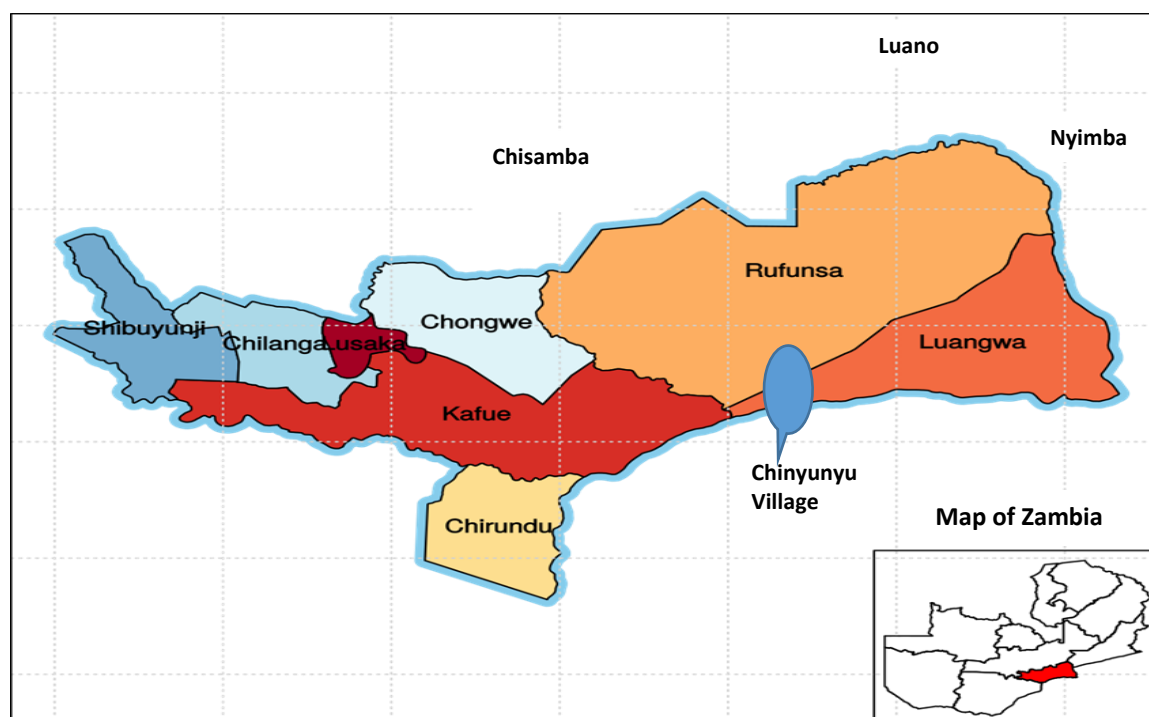 Luano
Nyimba
Chisamba
Rufunsa
Shibuyunji
Chilanga
Lusaka
Chongwe
Luangwa
Kafue
Chinyunyu
Village
Chirundu
Map of Zambia